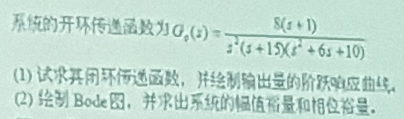 系统的开环传递函数为 G_o(s) = 8(s+1) / s²(s+15)(s²+6s+10)
(1) 试求其闭环传递函数，并绘制输出量的阶跃响应曲线。
(2) 绘制 Bode图，并求出系统的幅值裕量和相位裕量。